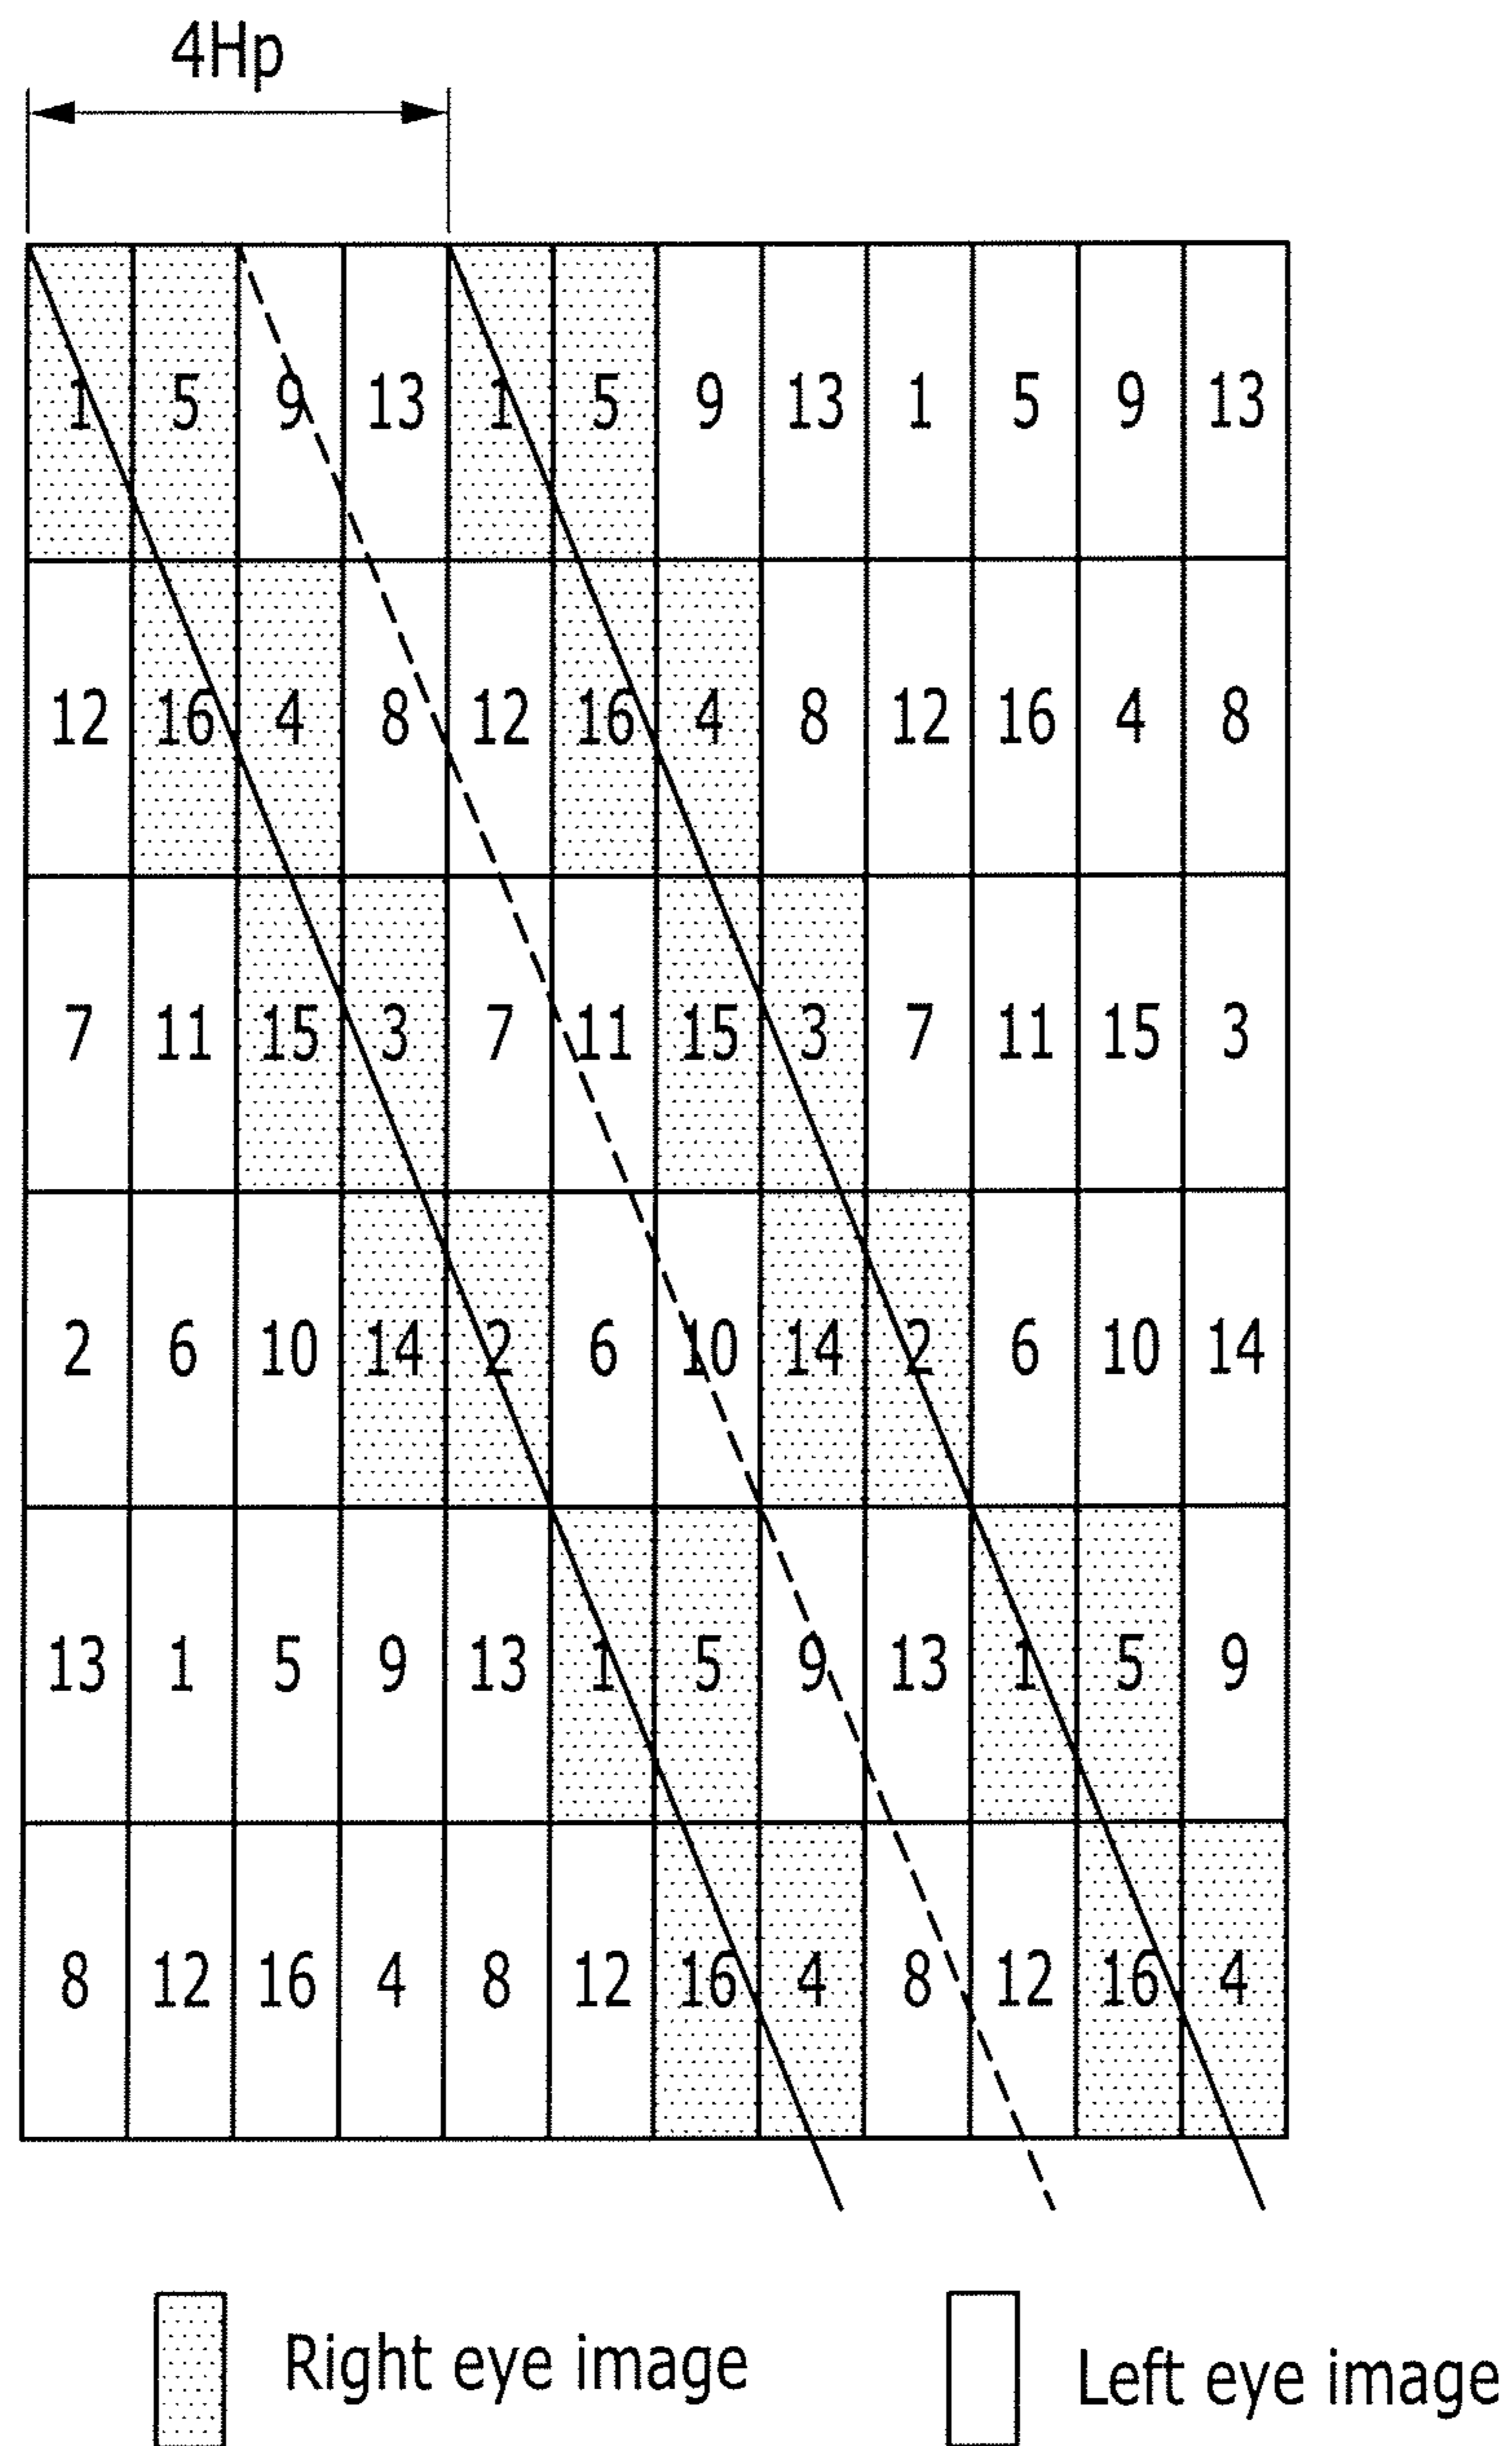 4Hp
1 5 9 13 1 5 9 13 1 5 9 13
12 16 4 8 12 16 4 8 12 16 4 8
7 11 15 3 7 11 15 3 7 11 15 3
2 6 10 14 2 6 10 14 2 6 10 14
13 1 5 9 13 1 5 9 13 1 5 9
8 12 16 4 8 12 16 4 8 12 16 4
Right eye image Left eye image